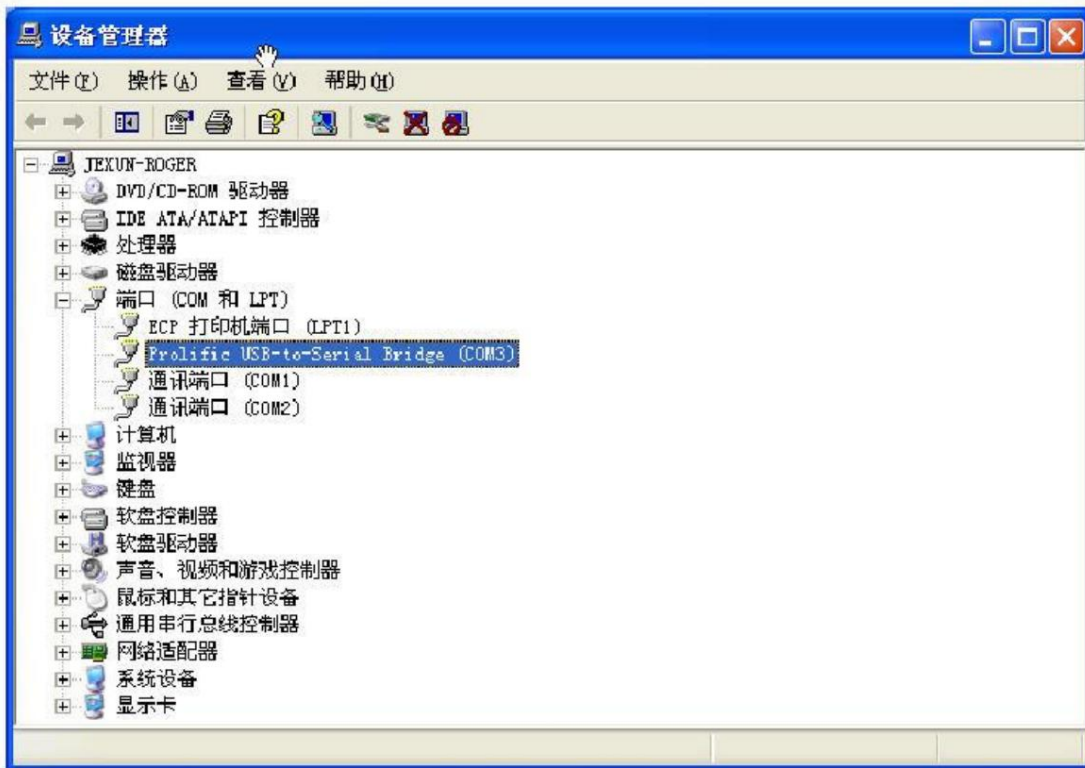 设备管理器
文件(F) 操作(A) 查看(V) 帮助(H)
JEXUN-ROGER
DVD/CD-ROM 驱动器
IDE ATA/ATAPI 控制器
处理器
磁盘驱动器
端口 (COM 和 LPT)
ECP 打印机端口 (LPT1)
Prolific USB-to-Serial Bridge (COM3)
通讯端口 (COM1)
通讯端口 (COM2)
计算机
监视器
键盘
软盘控制器
软盘驱动器
声音、视频和游戏控制器
鼠标和其它指针设备
通用串行总线控制器
网络适配器
系统设备
显示卡